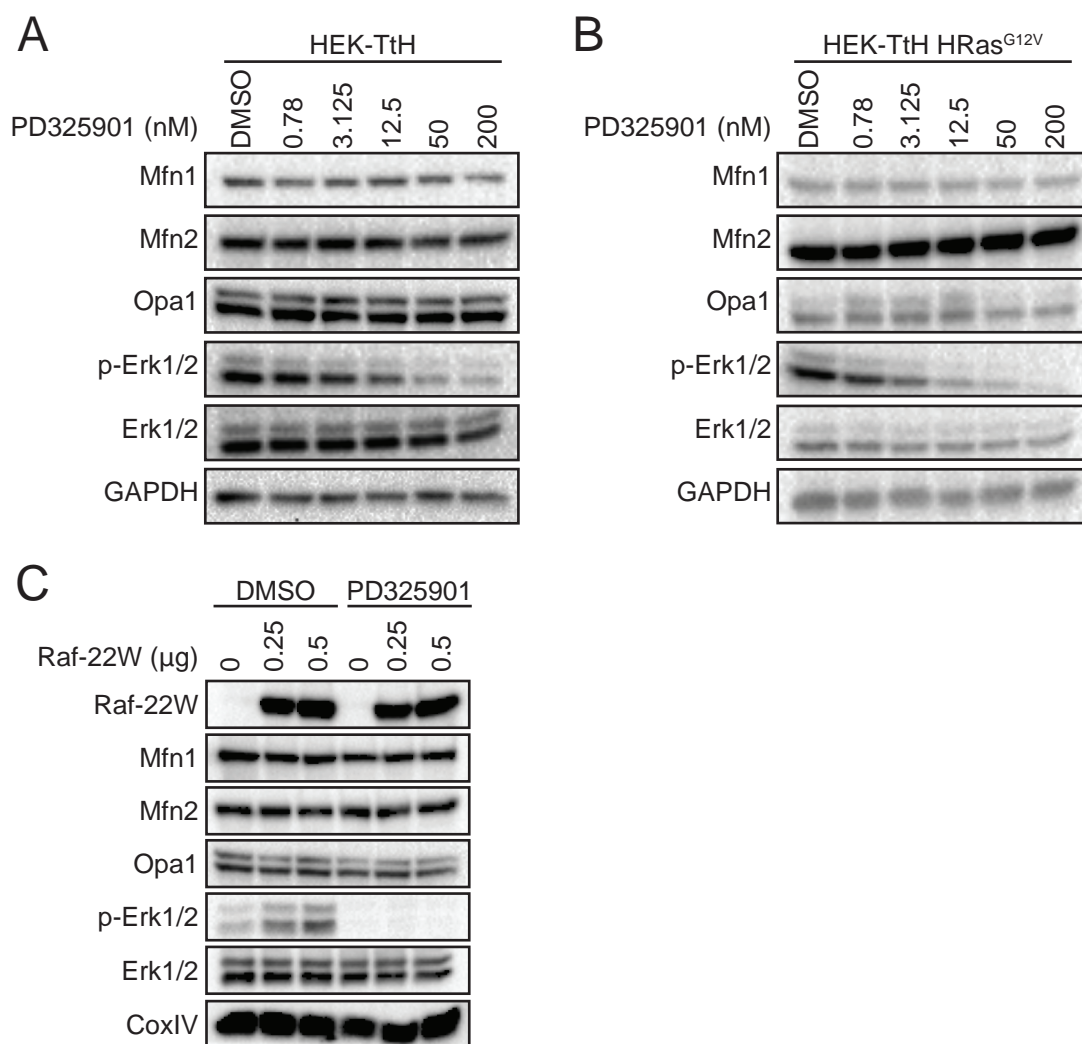 A
HEK-TtH
PD325901 (nM)
DMSO 0.78 3.125 12.5 50 200
Mfn1
Mfn2
Opa1
p-Erk1/2
Erk1/2
GAPDH
B
HEK-TtH HRasG12V
PD325901 (nM)
DMSO 0.78 3.125 12.5 50 200
Mfn1
Mfn2
Opa1
p-Erk1/2
Erk1/2
GAPDH
C
DMSO PD325901
Raf-22W (μg) 0 0.25 0.5 0 0.25 0.5
Raf-22W
Mfn1
Mfn2
Opa1
p-Erk1/2
Erk1/2
CoxIV